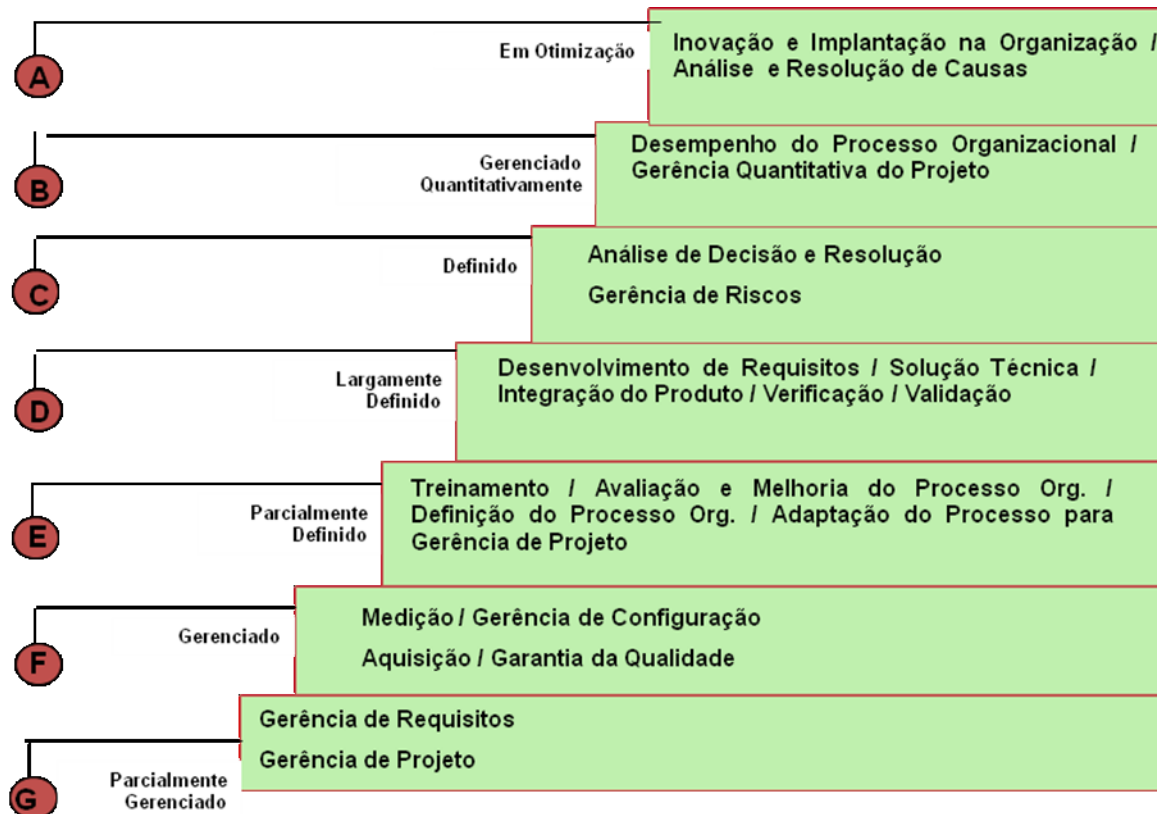 Em Otimização
Inovação e Implantação na Organização /
Análise e Resolução de Causas
A
Gerenciado
Quantitativamente
Desempenho do Processo Organizacional /
Gerência Quantitativa do Projeto
B
Definido
Análise de Decisão e Resolução
Gerência de Riscos
C
Largamente
Definido
Desenvolvimento de Requisitos / Solução Técnica /
Integração do Produto / Verificação / Validação
D
Parcialmente
Definido
Treinamento / Avaliação e Melhoria do Processo Org. /
Definição do Processo Org. / Adaptação do Processo para
Gerência de Projeto
E
Gerenciado
Medição / Gerência de Configuração
Aquisição / Garantia da Qualidade
F
Gerência de Requisitos
Gerência de Projeto
Parcialmente
Gerenciado
G